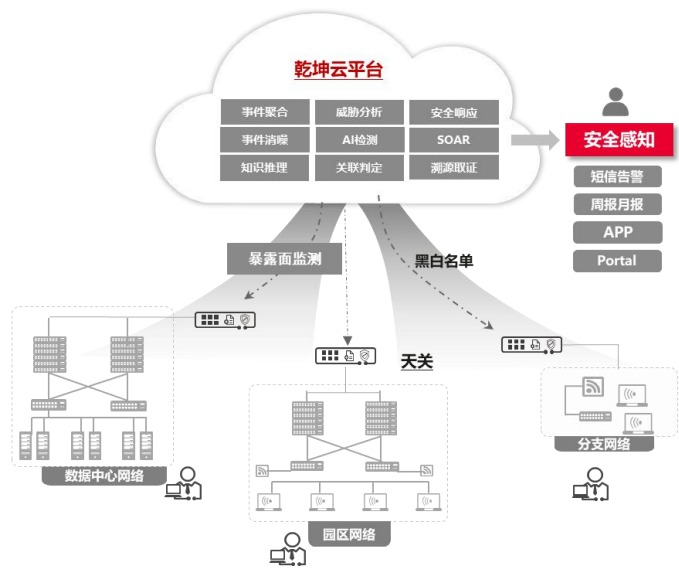 乾坤云平台
事件聚合
威胁分析
安全响应
事件消噪
AI检测
SOAR
知识推理
关联判定
溯源取证
安全感知
短信告警
周报月报
APP
Portal
暴露面监测
黑白名单
天关
数据中心网络
园区网络
分支网络